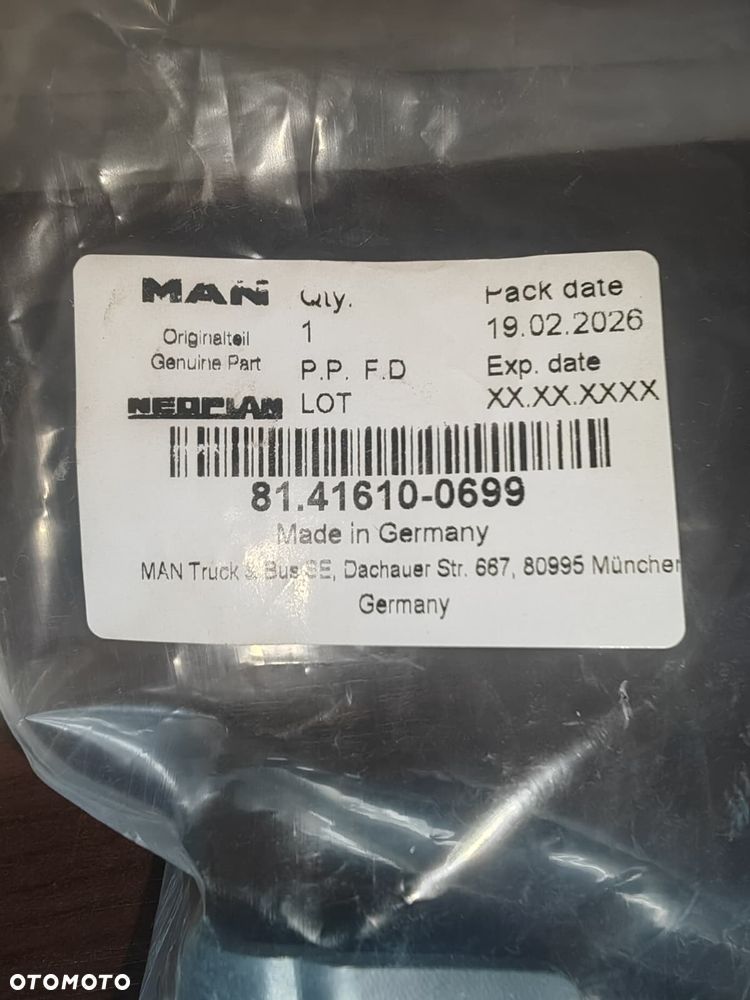 MAN
Originalteil
Genuine Part
NEOPLAN
Qty.
1
P.P. F.D
LOT
Pack date
19.02.2026
Exp. date
XX.XX.XXXX
81.41610-0699
Made in Germany
MAN Truck & Bus SE, Dachauer Str. 667, 80995 München
Germany
OTOMOTO